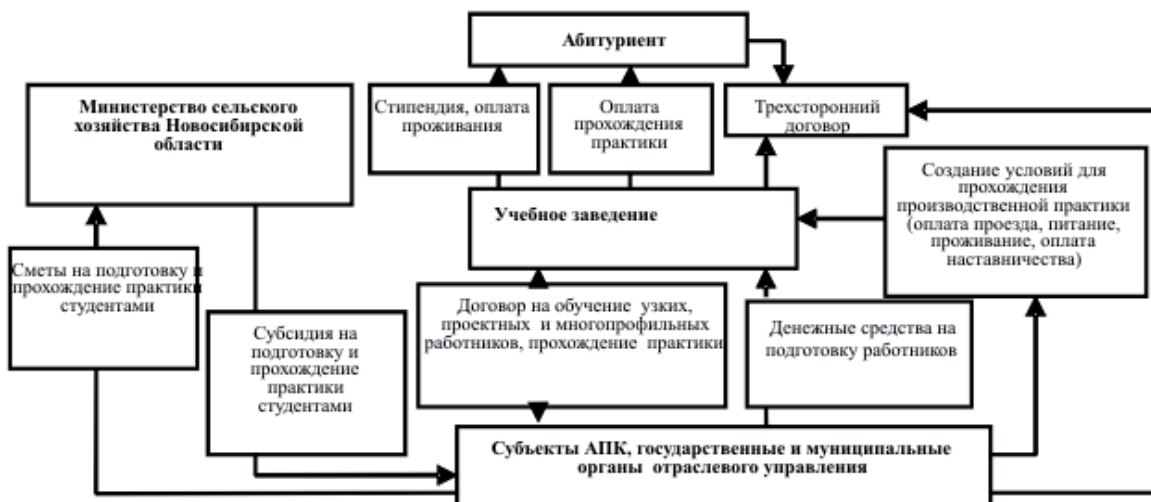 Абитуриент
Министерство сельского
хозяйства Новосибирской
области
Стипендия, оплата
проживания
Оплата
прохождения
практики
Трехсторонний
договор
Создание условий для
прохождения
производственной практики
(оплата проезда, питание,
проживание, оплата
наставничества)
Учебное заведение
Сметы на подготовку и
прохождение практики
студентами
Субсидия на
подготовку и
прохождение
практики
студентами
Договор на обучение узких,
проектных и многопрофильных
работников, прохождение практики
Денежные средства на
подготовку работников
Субъекты АПК, государственные и муниципальные
органы отраслевого управления